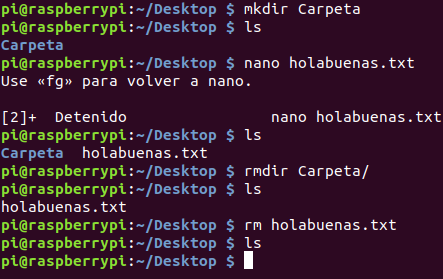 pi@raspberrypi:~/Desktop $ mkdir Carpeta
pi@raspberrypi:~/Desktop $ ls
Carpeta
pi@raspberrypi:~/Desktop $ nano holabuenas.txt
Use «fg» para volver a nano.
[2]+  Detenido                nano holabuenas.txt
pi@raspberrypi:~/Desktop $ ls
Carpeta  holabuenas.txt
pi@raspberrypi:~/Desktop $ rmdir Carpeta/
pi@raspberrypi:~/Desktop $ ls
holabuenas.txt
pi@raspberrypi:~/Desktop $ rm holabuenas.txt
pi@raspberrypi:~/Desktop $ ls
pi@raspberrypi:~/Desktop $